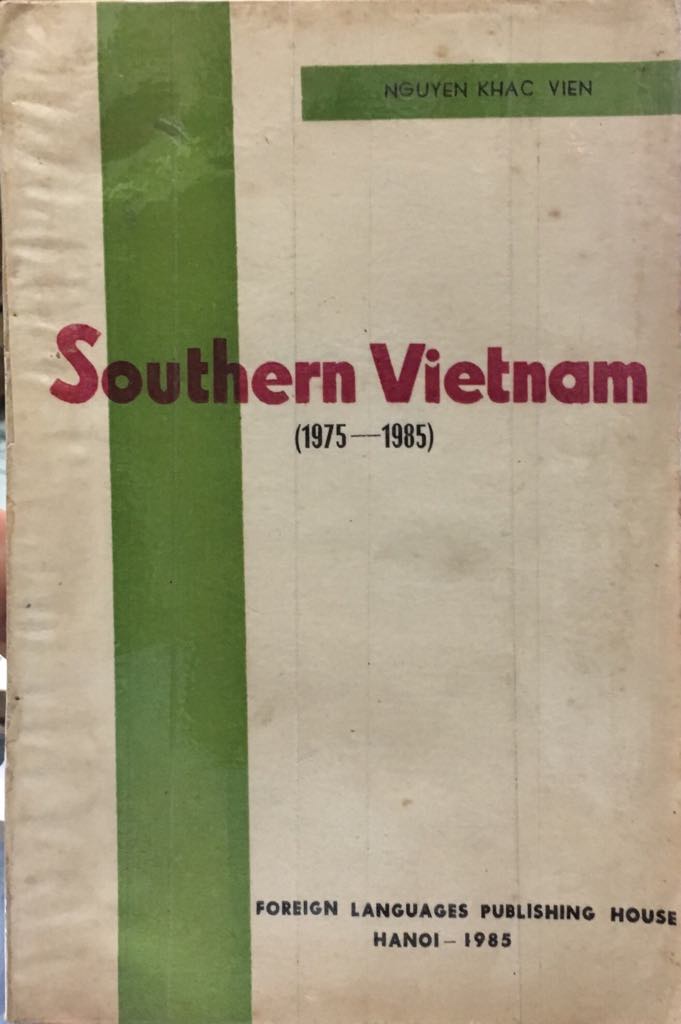 NGUYEN KHAC VIEN
Southern Vietnam
(1975—1985)
FOREIGN LANGUAGES PUBLISHING HOUSE
HANOI – 1985